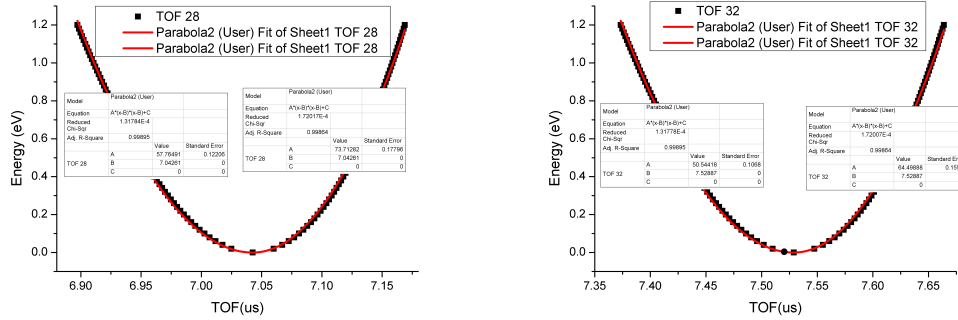 TOF 28
Parabola2 (User) Fit of Sheet1 TOF 28
Parabola2 (User) Fit of Sheet1 TOF 28
1.2
1.0
0.8
0.6
0.4
0.2
0.0
Energy (eV)
Model Parabola2 (User)
Equation A*(x-B)*(x-B)+C
Reduced Chi-Sqr 1.31784E-4
Adj. R-Square 0.99895
Value Standard Error
A 57.76491 0.12206
TOF 28 B 7.04261 0
C 0 0
Model Parabola2 (User)
Equation A*(x-B)*(x-B)+C
Reduced Chi-Sqr 1.72017E-4
Adj. R-Square 0.99864
Value Standard Error
A 73.71282 0.17796
TOF 28 B 7.04261 0
C 0 0
6.90 6.95 7.00 7.05 7.10 7.15
TOF(us)
TOF 32
Parabola2 (User) Fit of Sheet1 TOF 32
Parabola2 (User) Fit of Sheet1 TOF 32
1.2
1.0
0.8
0.6
0.4
0.2
0.0
Energy (eV)
Model Parabola2 (User)
Equation A*(x-B)*(x-B)+C
Reduced Chi-Sqr 1.31778E-4
Adj. R-Square 0.99895
Value Standard Error
A 50.54418 0.1068
TOF 32 B 7.52887 0
C 0 0
Model Parabola2 (User)
Equation A*(x-B)*(x-B)+C
Reduced Chi-Sqr 1.72007E-4
Adj. R-Square 0.99864
Value Standard
A 64.49888
TOF 32 B 7.52887 0
C 0 0
7.35 7.40 7.45 7.50 7.55 7.60 7.65
TOF(us)